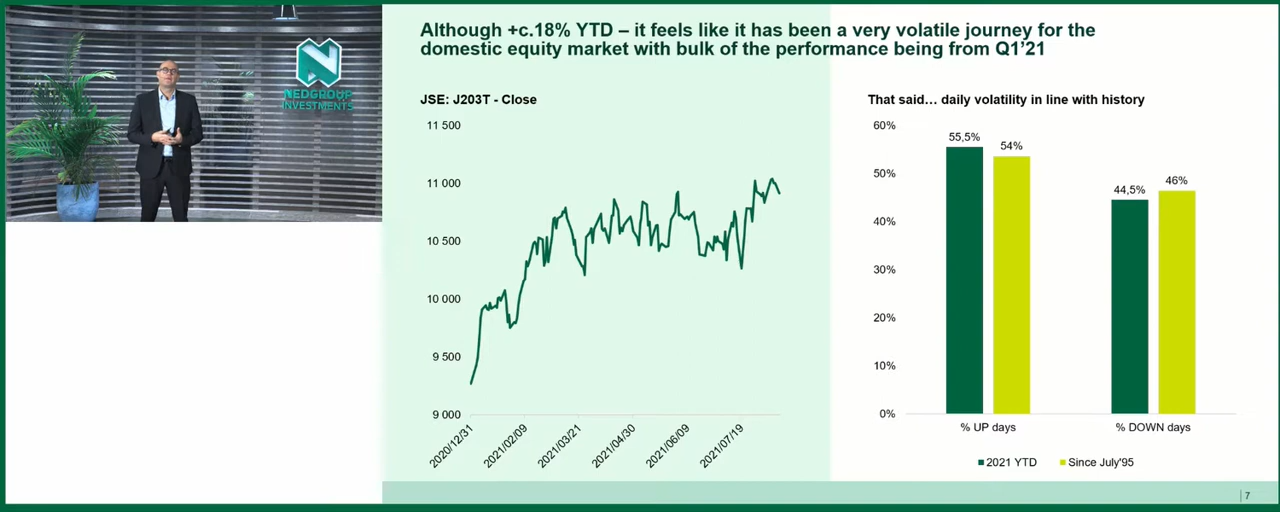 NEDGROUP
INVESTMENTS
Although +c.18% YTD – it feels like it has been a very volatile journey for the
domestic equity market with bulk of the performance being from Q1’21
JSE: J203T - Close
11 500
11 000
10 500
10 000
9 500
9 000
2020/12/31
2021/02/09
2021/03/21
2021/04/30
2021/06/09
2021/07/19
That said… daily volatility in line with history
60%
50%
40%
30%
20%
10%
0%
55,5%
54%
44,5%
46%
% UP days
% DOWN days
2021 YTD
Since July'95
7